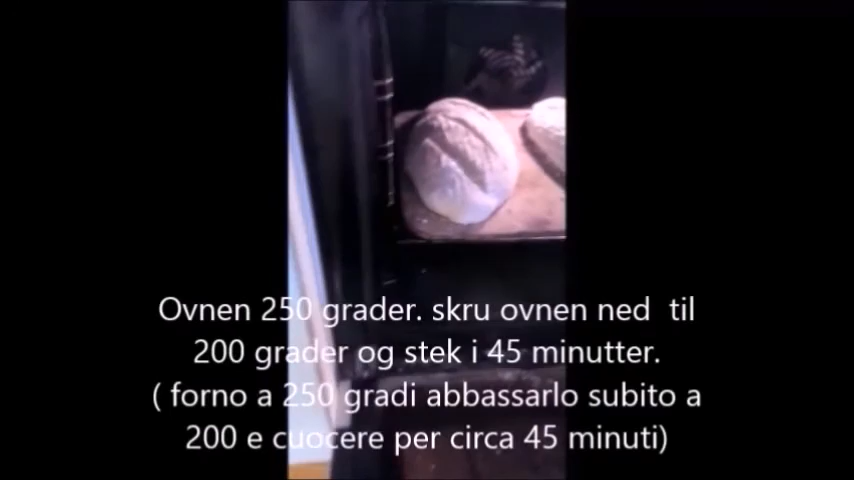 Ovnen 250 grader. skru ovnen ned  til
200 grader og stek i 45 minutter.
( forno a 250 gradi abbassarlo subito a
200 e cuocere per circa 45 minuti)